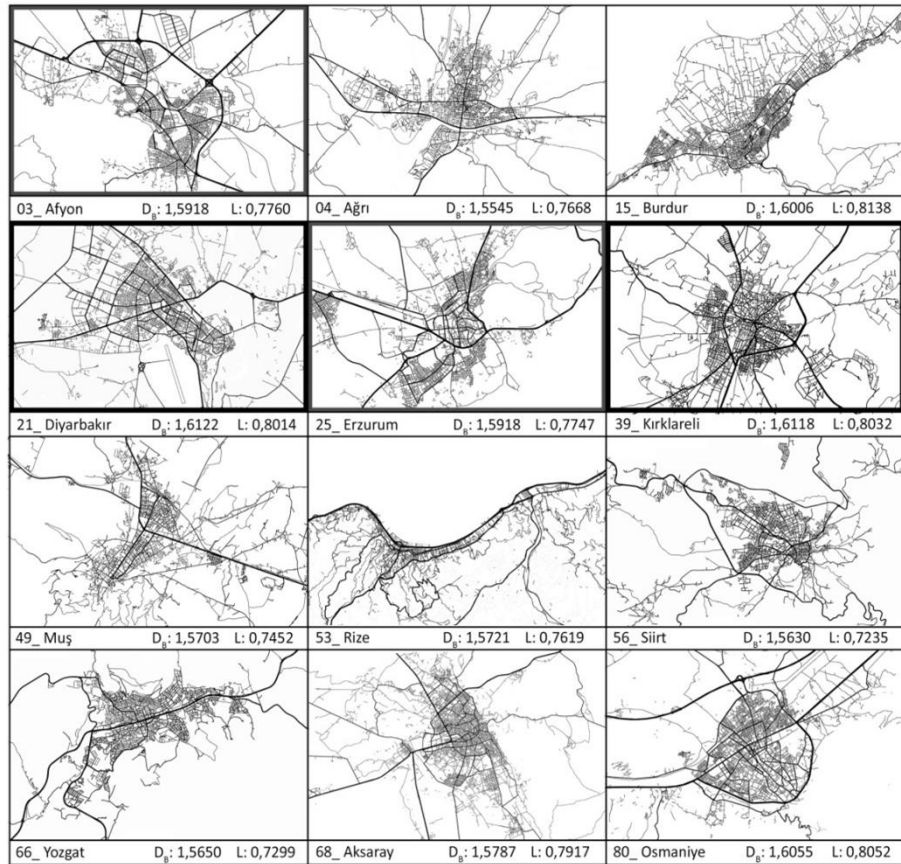 03_ Afyon D_B: 1,5918 L: 0,7760
04_ Ağrı D_B: 1,5545 L: 0,7668
15_ Burdur D_B: 1,6006 L: 0,8138
21_ Diyarbakır D_B: 1,6122 L: 0,8014
25_ Erzurum D_B: 1,5918 L: 0,7747
39_ Kırklareli D_B: 1,6118 L: 0,8032
49_ Muş D_B: 1,5703 L: 0,7452
53_ Rize D_B: 1,5721 L: 0,7619
56_ Siirt D_B: 1,5630 L: 0,7235
66_ Yozgat D_B: 1,5650 L: 0,7299
68_ Aksaray D_B: 1,5787 L: 0,7917
80_ Osmaniye D_B: 1,6055 L: 0,8052